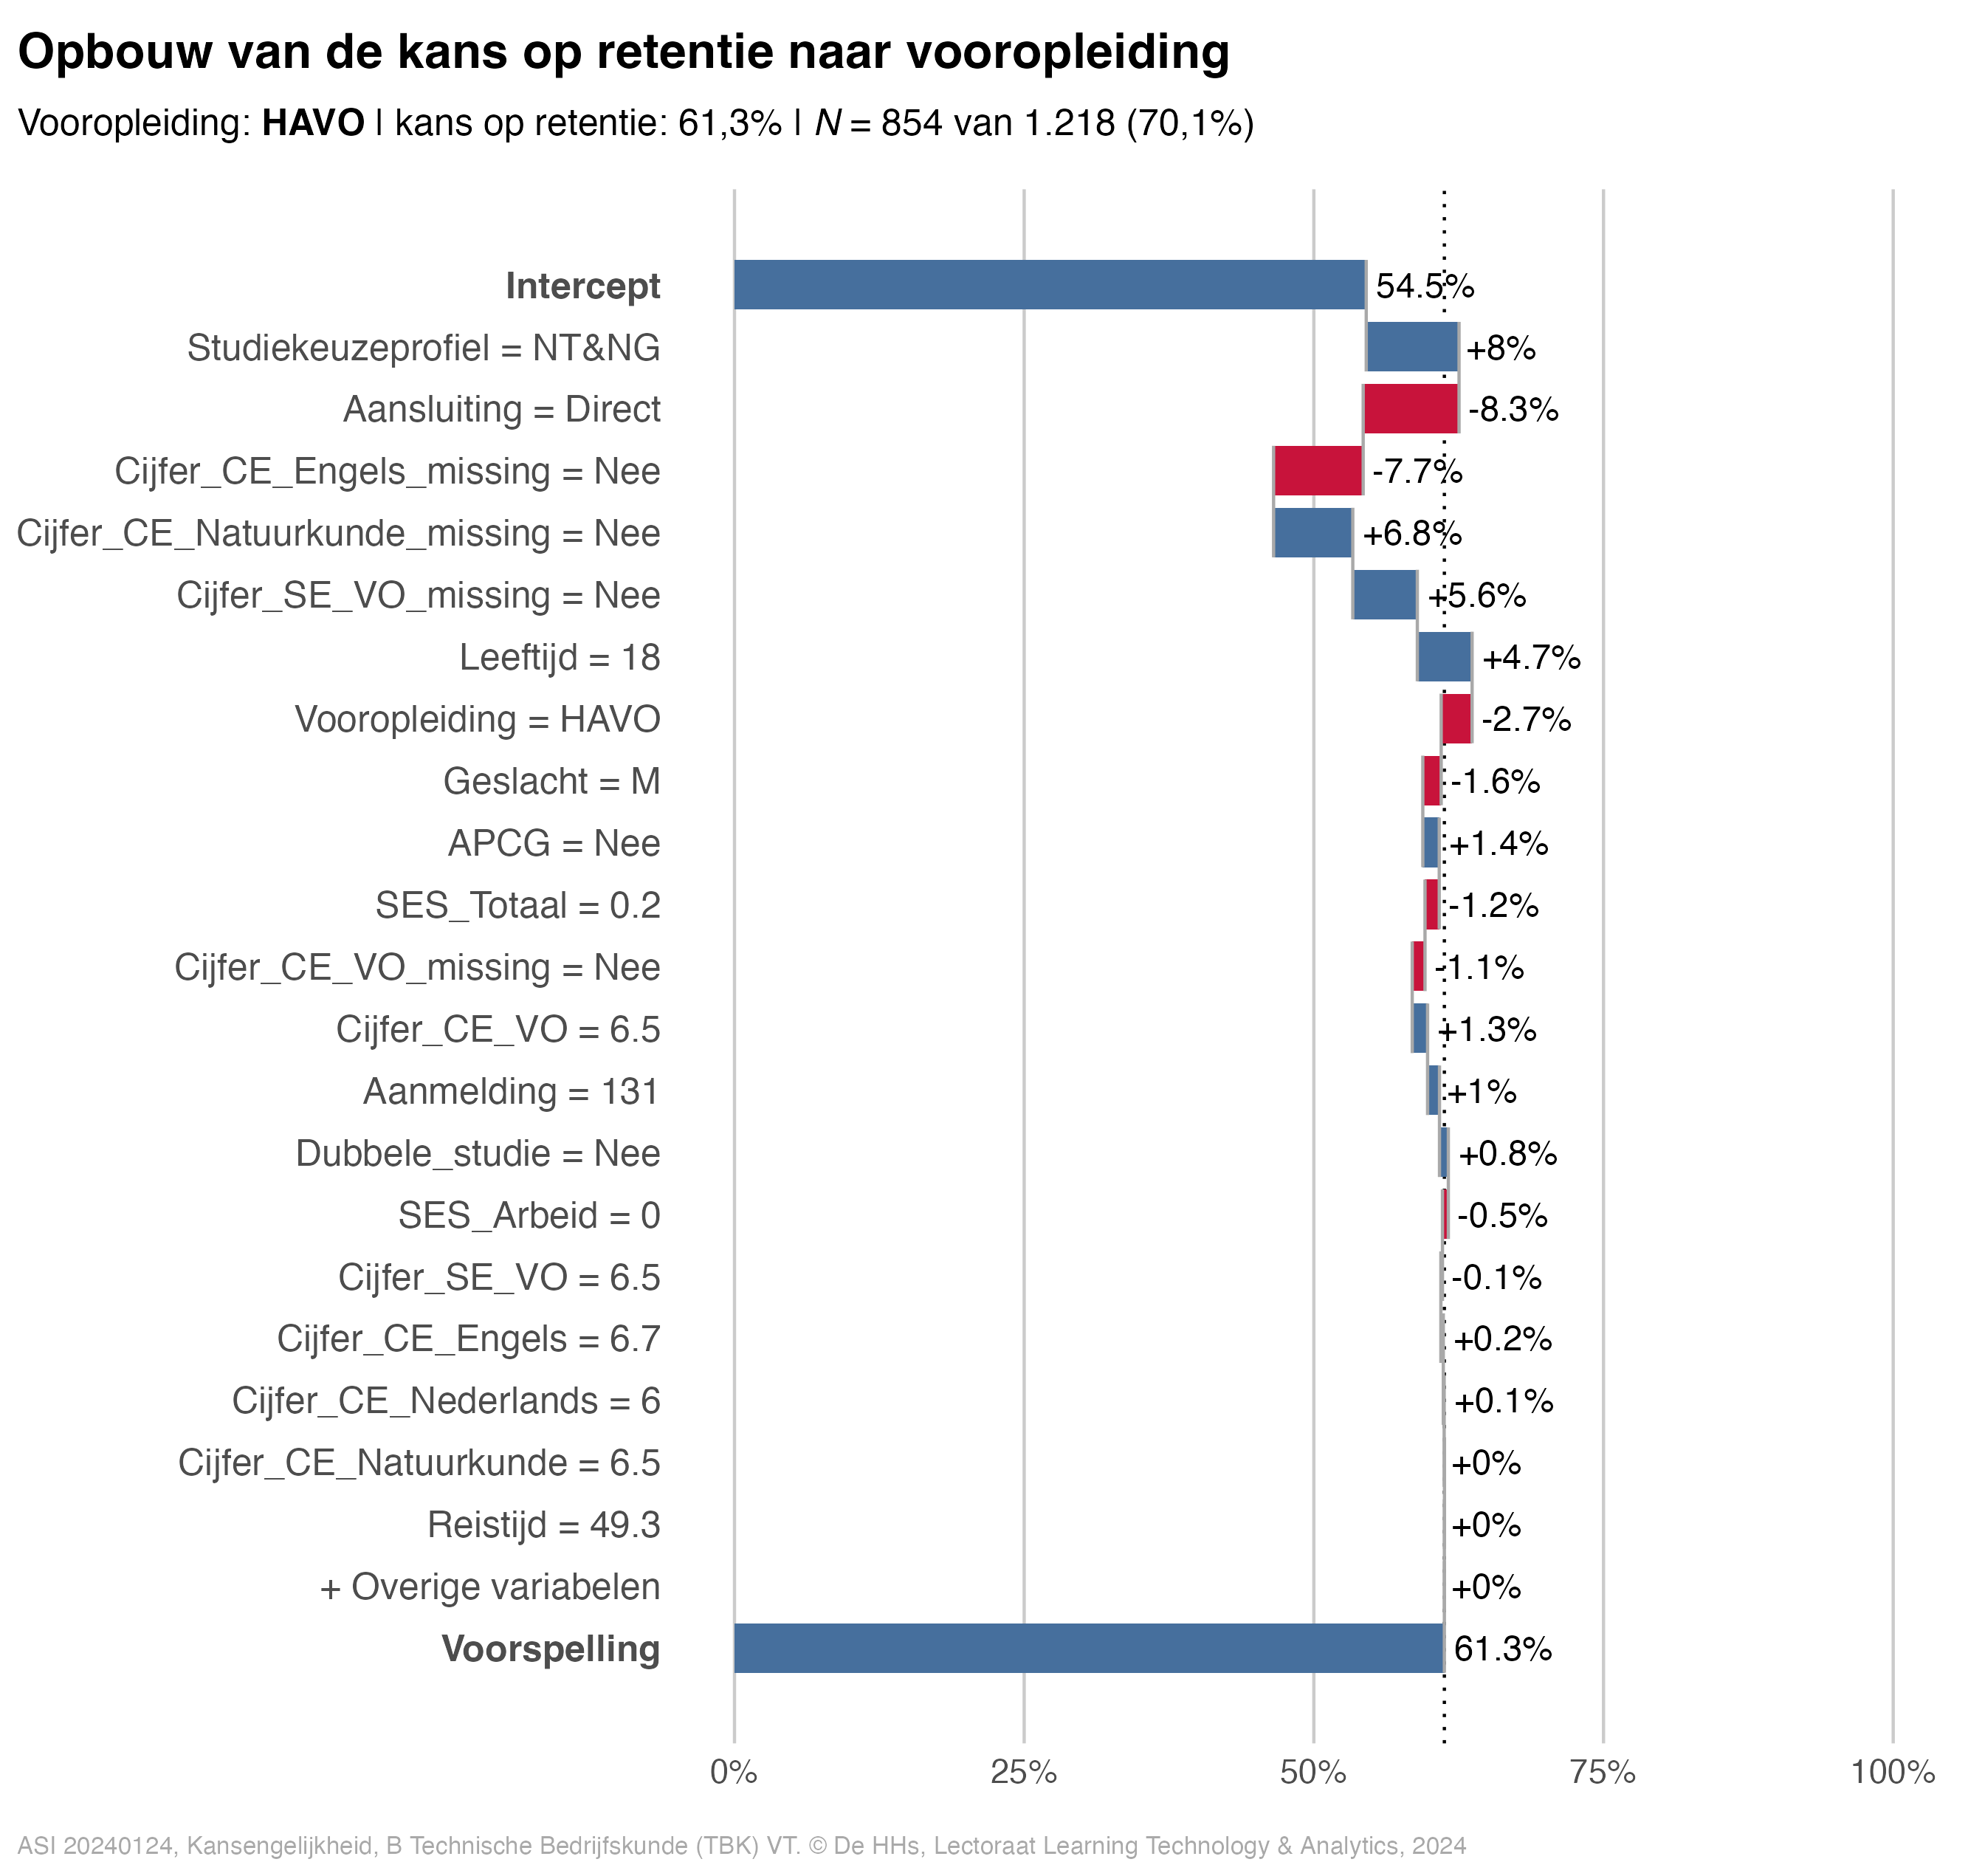 Opbouw van de kans op retentie naar vooropleiding
Vooropleiding: HAVO | kans op retentie: 61,3% | N = 854 van 1.218 (70,1%)
Intercept 54.5%
Studiekeuzeprofiel = NT&NG +8%
Aansluiting = Direct -8.3%
Cijfer_CE_Engels_missing = Nee -7.7%
Cijfer_CE_Natuurkunde_missing = Nee +6.8%
Cijfer_SE_VO_missing = Nee +5.6%
Leeftijd = 18 +4.7%
Vooropleiding = HAVO -2.7%
Geslacht = M -1.6%
APCG = Nee +1.4%
SES_Totaal = 0.2 -1.2%
Cijfer_CE_VO_missing = Nee -1.1%
Cijfer_CE_VO = 6.5 +1.3%
Aanmelding = 131 +1%
Dubbele_studie = Nee +0.8%
SES_Arbeid = 0 -0.5%
Cijfer_SE_VO = 6.5 -0.1%
Cijfer_CE_Engels = 6.7 +0.2%
Cijfer_CE_Nederlands = 6 +0.1%
Cijfer_CE_Natuurkunde = 6.5 +0%
Reistijd = 49.3 +0%
+ Overige variabelen +0%
Voorspelling 61.3%
0% 25% 50% 75% 100%
ASI 20240124, Kansengelijkheid, B Technische Bedrijfskunde (TBK) VT. © De HHs, Lectoraat Learning Technology & Analytics, 2024